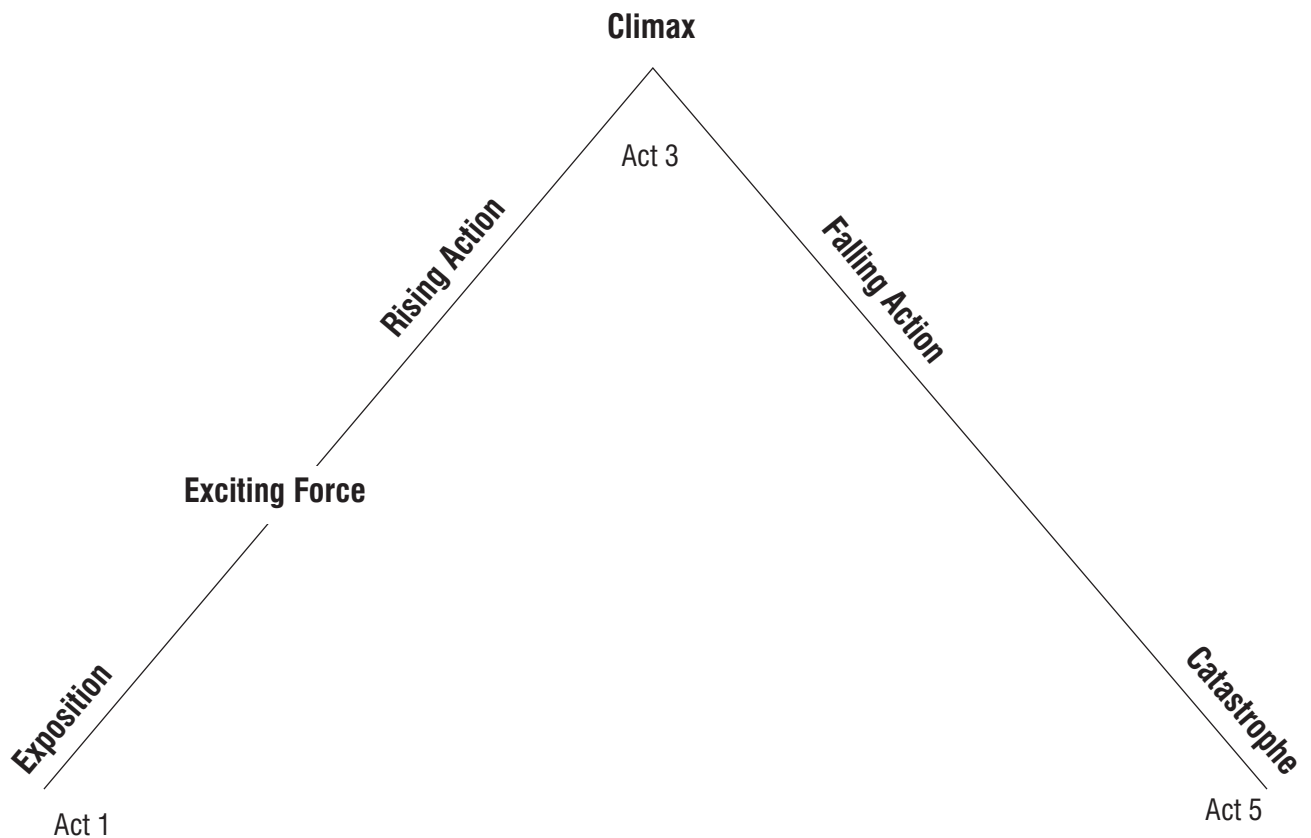 Climax
Act 3
Rising Action
Falling Action
Exciting Force
Exposition
Catastrophe
Act 1
Act 5